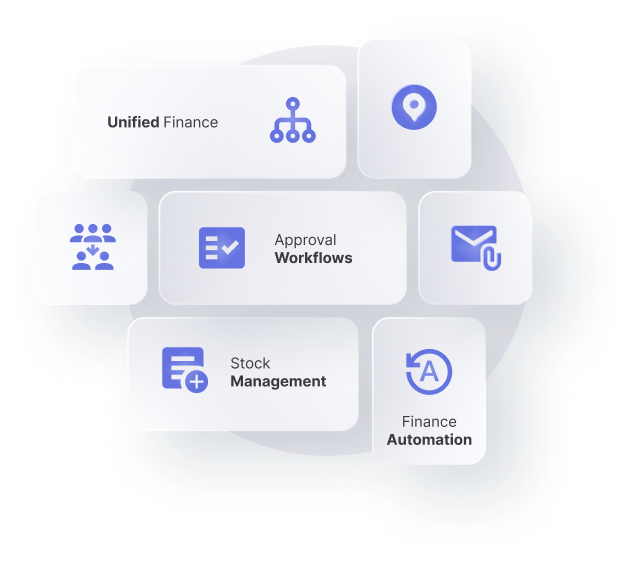 Unified Finance
Approval
Workflows
Stock
Management
A
Finance
Automation